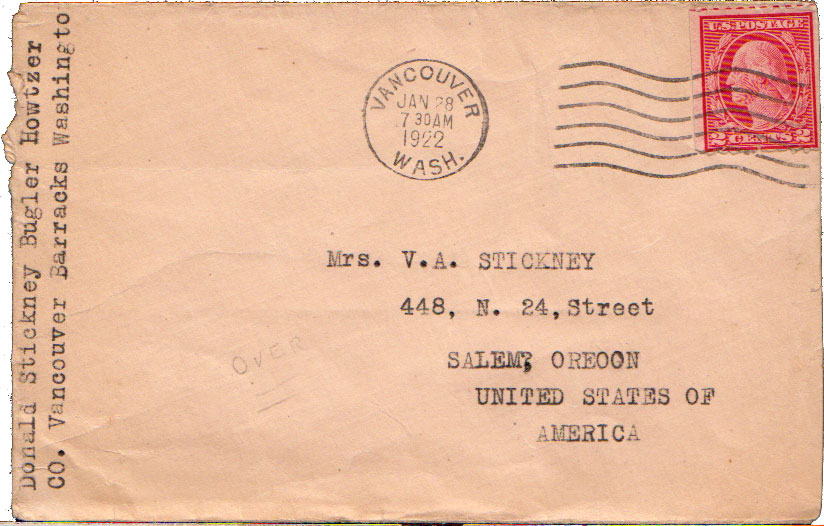 Donald Stickney Bugler Howtzer
CO. Vancouver Barracks Washingto
VANCOUVER
JAN 28
7 30 AM
1922
WASH.
U.S. POSTAGE
2 CENTS 2
Mrs. V.A. STICKNEY
448, N. 24, Street
SALEM, OREOON
UNITED STATES OF
AMERICA
OVER